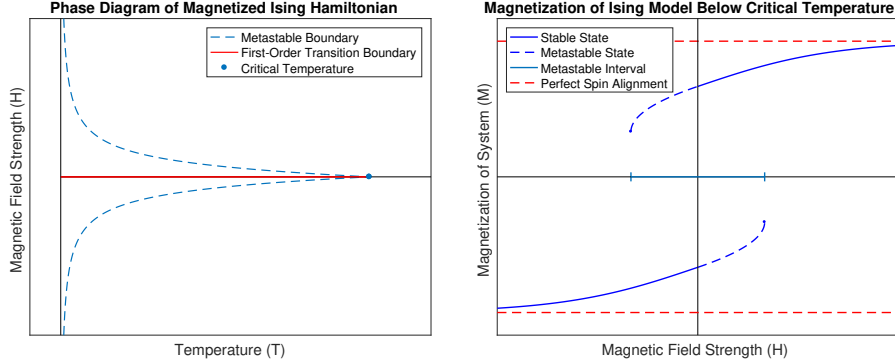 Phase Diagram of Magnetized Ising Hamiltonian
Metastable Boundary
First-Order Transition Boundary
Critical Temperature
Magnetic Field Strength (H)
Temperature (T)
Magnetization of Ising Model Below Critical Temperature
Stable State
Metastable State
Metastable Interval
Perfect Spin Alignment
Magnetization of System (M)
Magnetic Field Strength (H)